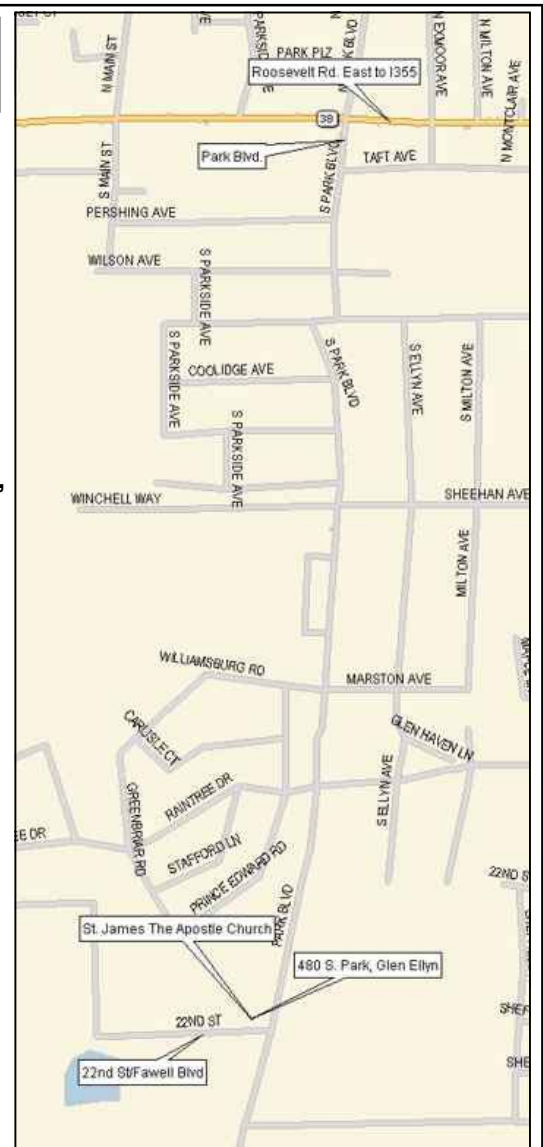 N MAIN ST
PARK PLZ
N EXMOOR AVE
N MILTON AVE
N MONTCLAIR AVE
Roosevelt Rd. East to I355
38
Park Blvd.
S MAIN ST
S PARK BLVD
TAFT AVE
PERSHING AVE
WILSON AVE
S PARKSIDE AVE
S PARKSIDE AVE
COOLIDGE AVE
S PARK BLVD
S ELLYN AVE
S MILTON AVE
S PARKSIDE AVE
WINCHELL WAY
SHEEHAN AVE
MILTON AVE
WILLIAMSBURG RD
MARSTON AVE
CARLISLE CT
GLEN HAVEN LN
GREENBRIAR RD
RAINTREE DR
S ELLYN AVE
EE DR
STAFFORD LN
PRINCE EDWARD RD
22ND S
PARK BLVD
St. James The Apostle Church
480 S. Park, Glen Ellyn
22ND ST
SHEF
SHE
22nd St/Fawell Blvd